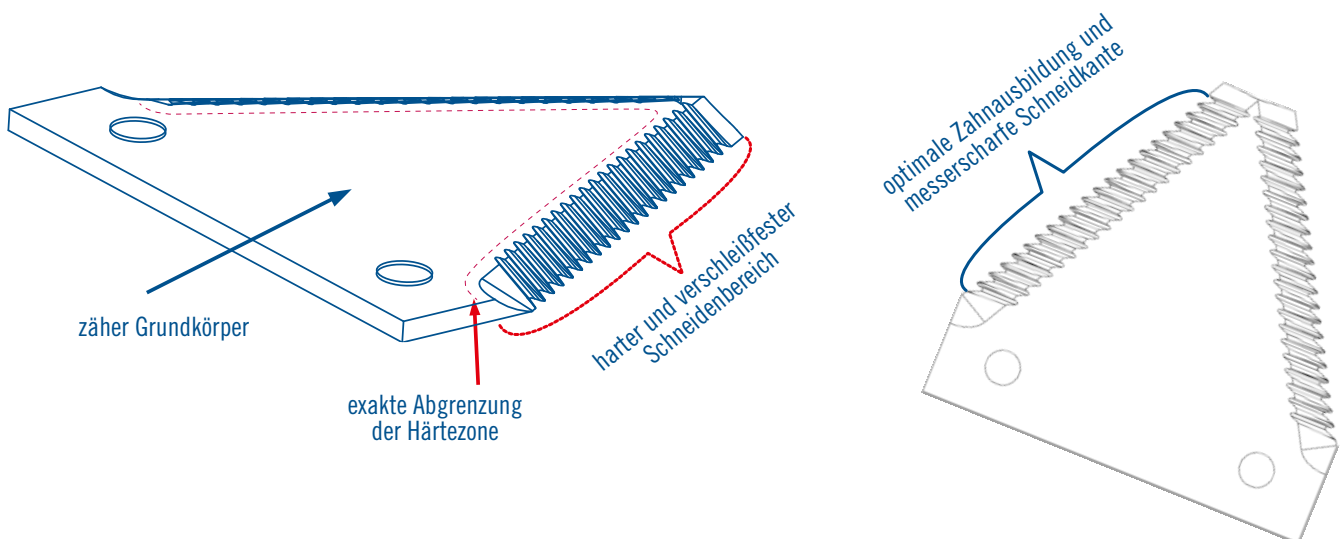 zäher Grundkörper
exakte Abgrenzung
der Härtezone
harter und verschleißfester
Schneidenbereich
optimale Zahnausbildung und
messerscharfe Schneidkante